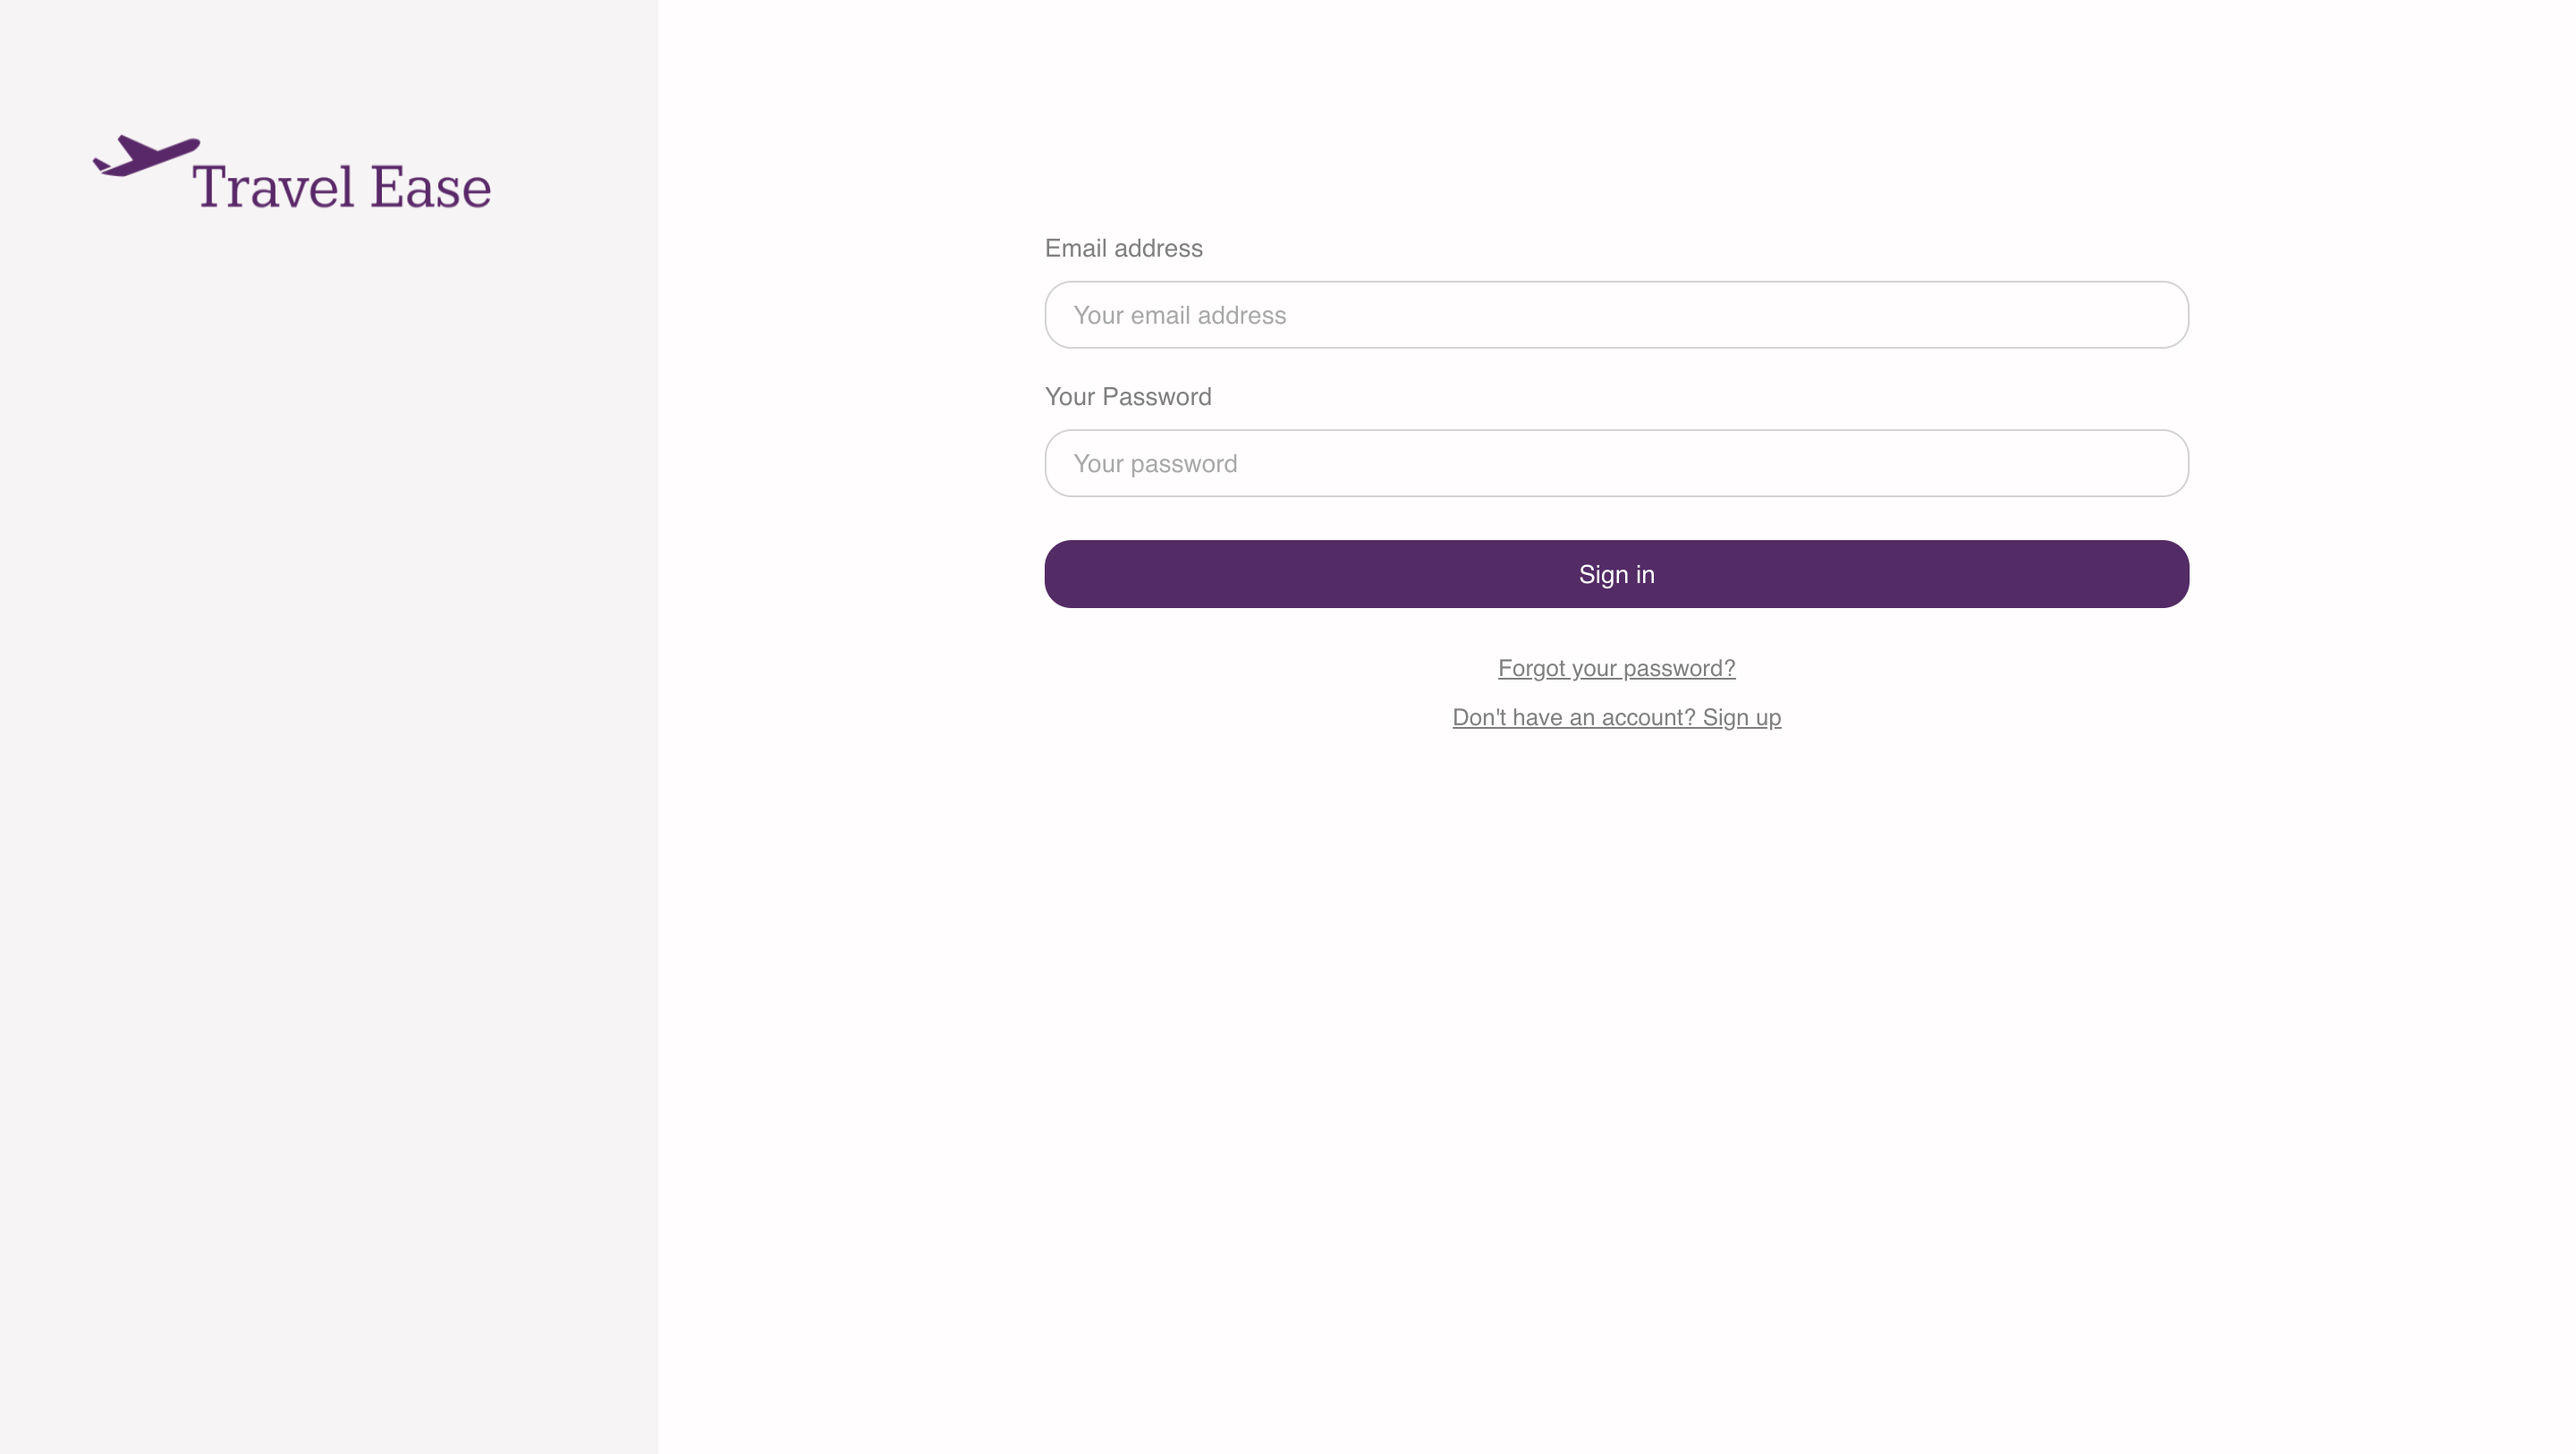 Travel Ease
Email address
Your email address
Your Password
Your password
Sign in
Forgot your password?
Don't have an account? Sign up